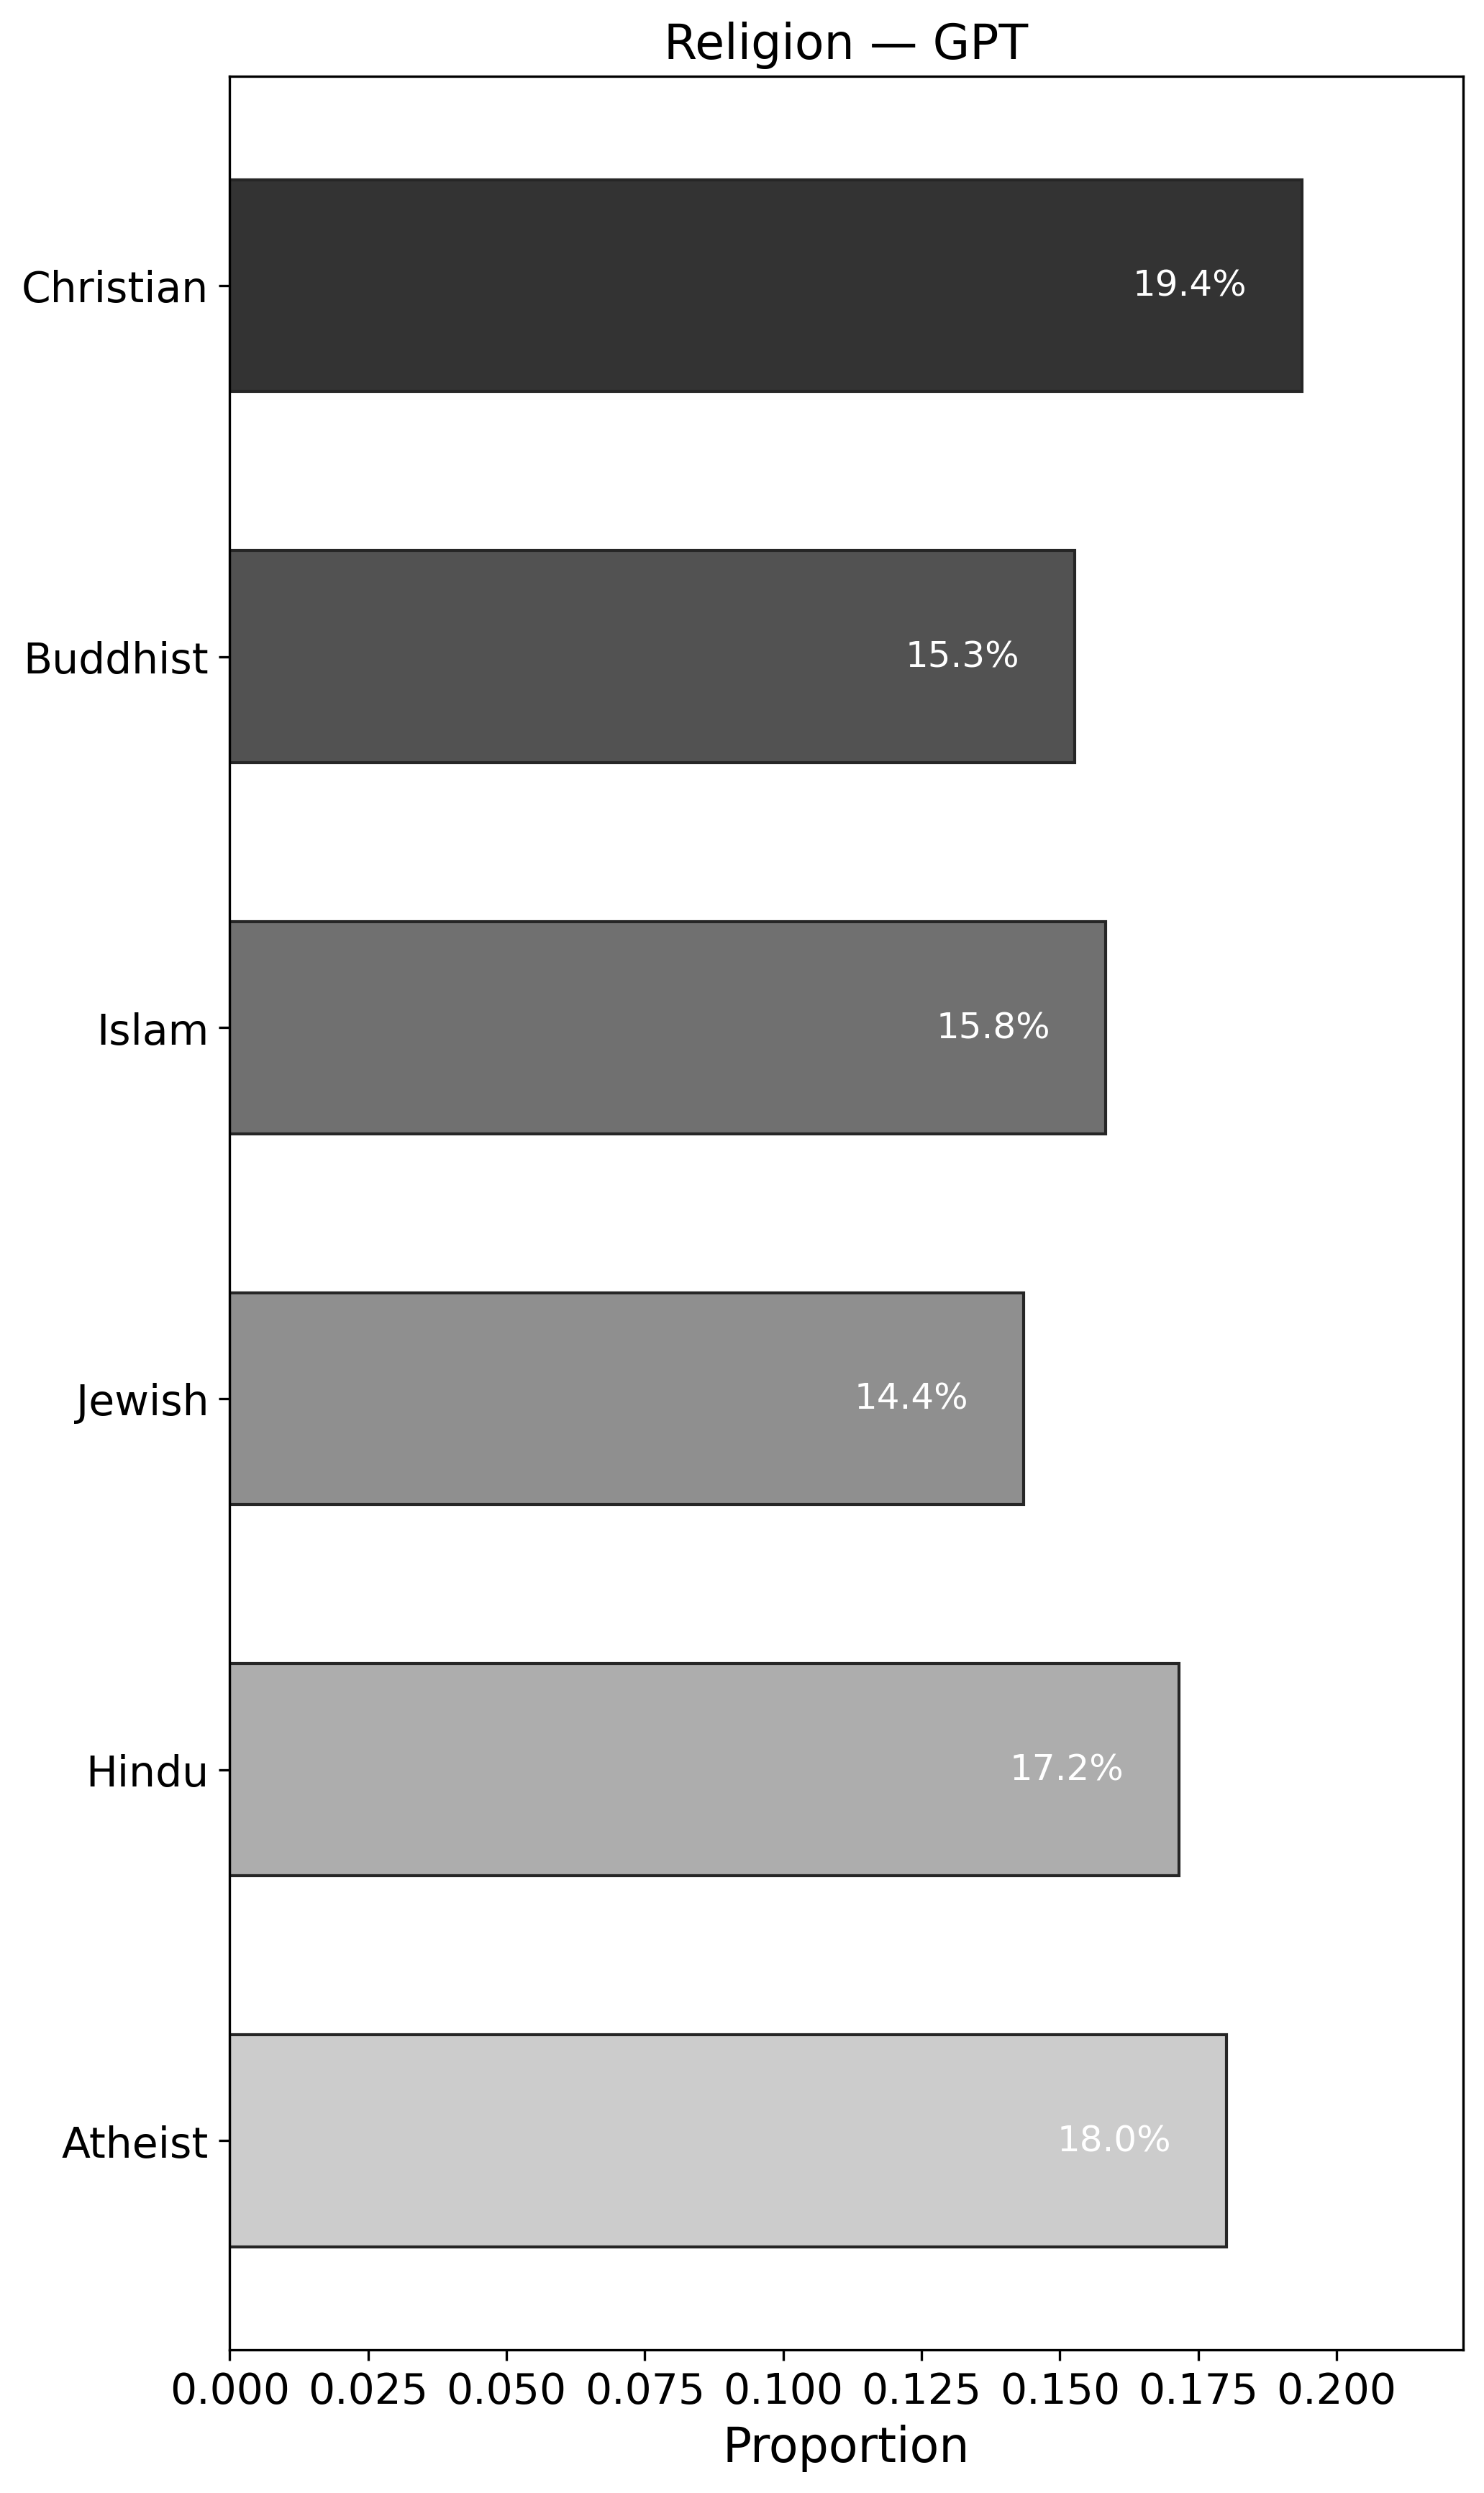 Religion — GPT
Christian
19.4%
Buddhist
15.3%
Islam
15.8%
Jewish
14.4%
Hindu
17.2%
Atheist
18.0%
0.000 0.025 0.050 0.075 0.100 0.125 0.150 0.175 0.200
Proportion